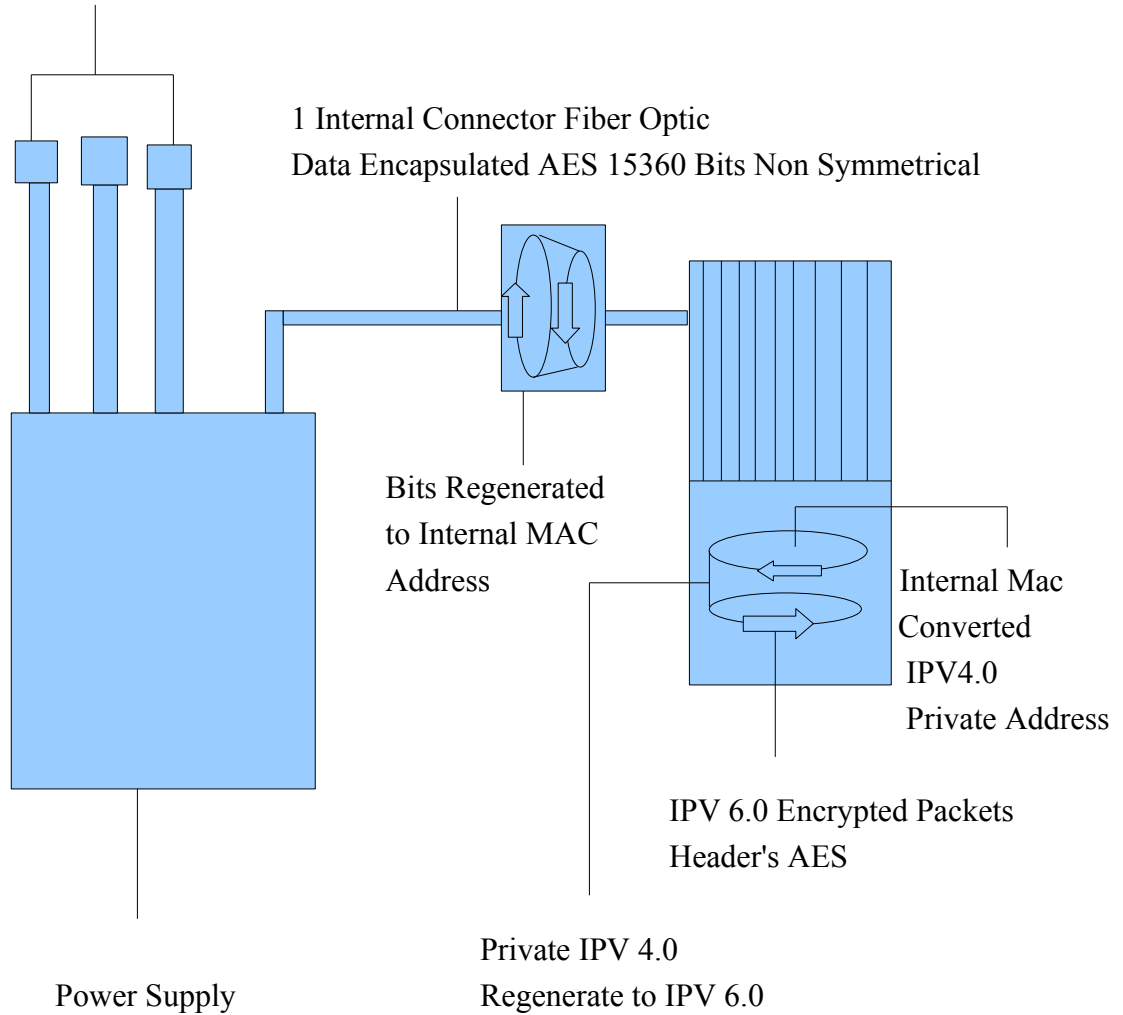 1 Internal Connector Fiber Optic
Data Encapsulated AES 15360 Bits Non Symmetrical
Bits Regenerated
to Internal MAC
Address
Internal Mac
Converted
IPV4.0
Private Address
IPV 6.0 Encrypted Packets
Header's AES
Private IPV 4.0
Regenerate to IPV 6.0
Power Supply